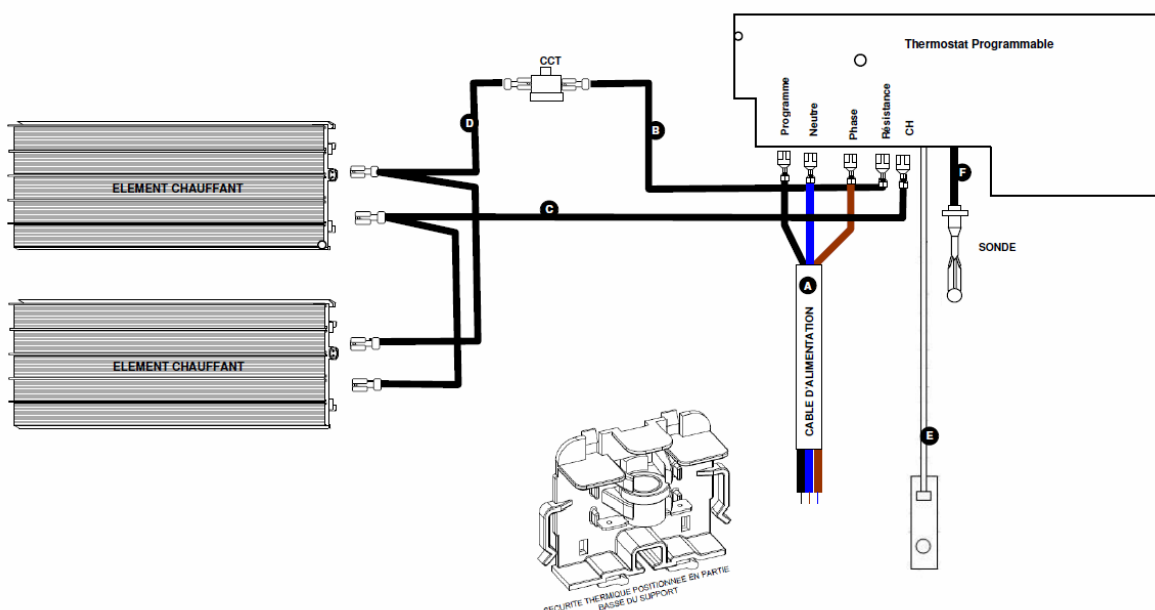 Thermostat Programmable
CCT
Programme
Neutre
Phase
Résistance
CH
D
B
F
ELEMENT CHAUFFANT
C
SONDE
A
CABLE D'ALIMENTATION
ELEMENT CHAUFFANT
E
SECURITE THERMIQUE POSITIONNEE EN PARTIE
BASSE DU SUPPORT